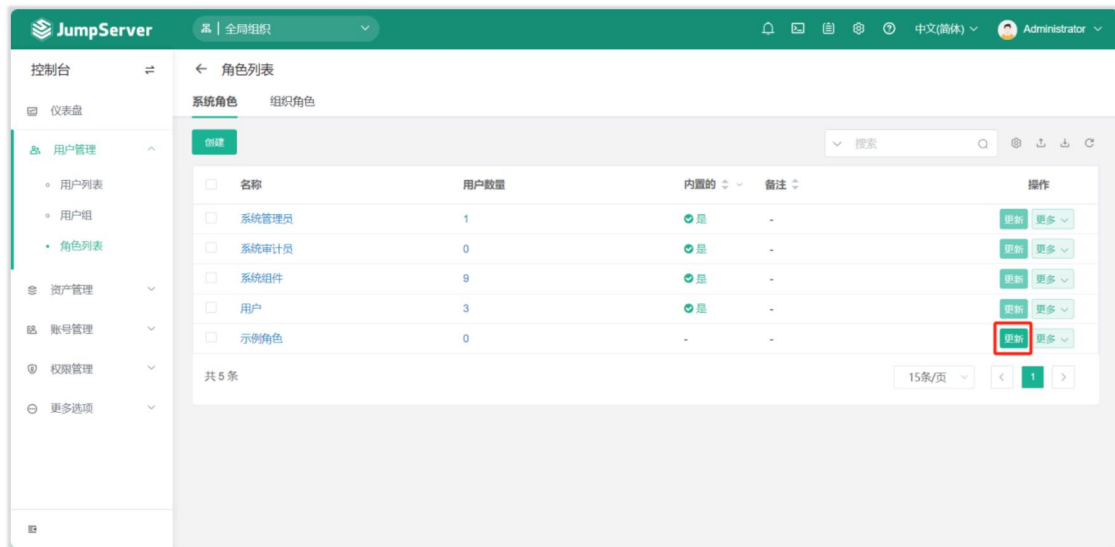 JumpServer 全局组织 中文(简体) Administrator
控制台
角色列表
仪表盘
系统角色 组织角色
用户管理
创建 搜索
用户列表
名称 用户数量 内置的 备注 操作
用户组
系统管理员 1 是 - 更新 更多
角色列表
系统审计员 0 是 - 更新 更多
系统组件 9 是 - 更新 更多
资产管理
用户 3 是 - 更新 更多
账号管理
示例角色 0 - - 更新 更多
权限管理
共 5 条 15条/页 1
更多选项